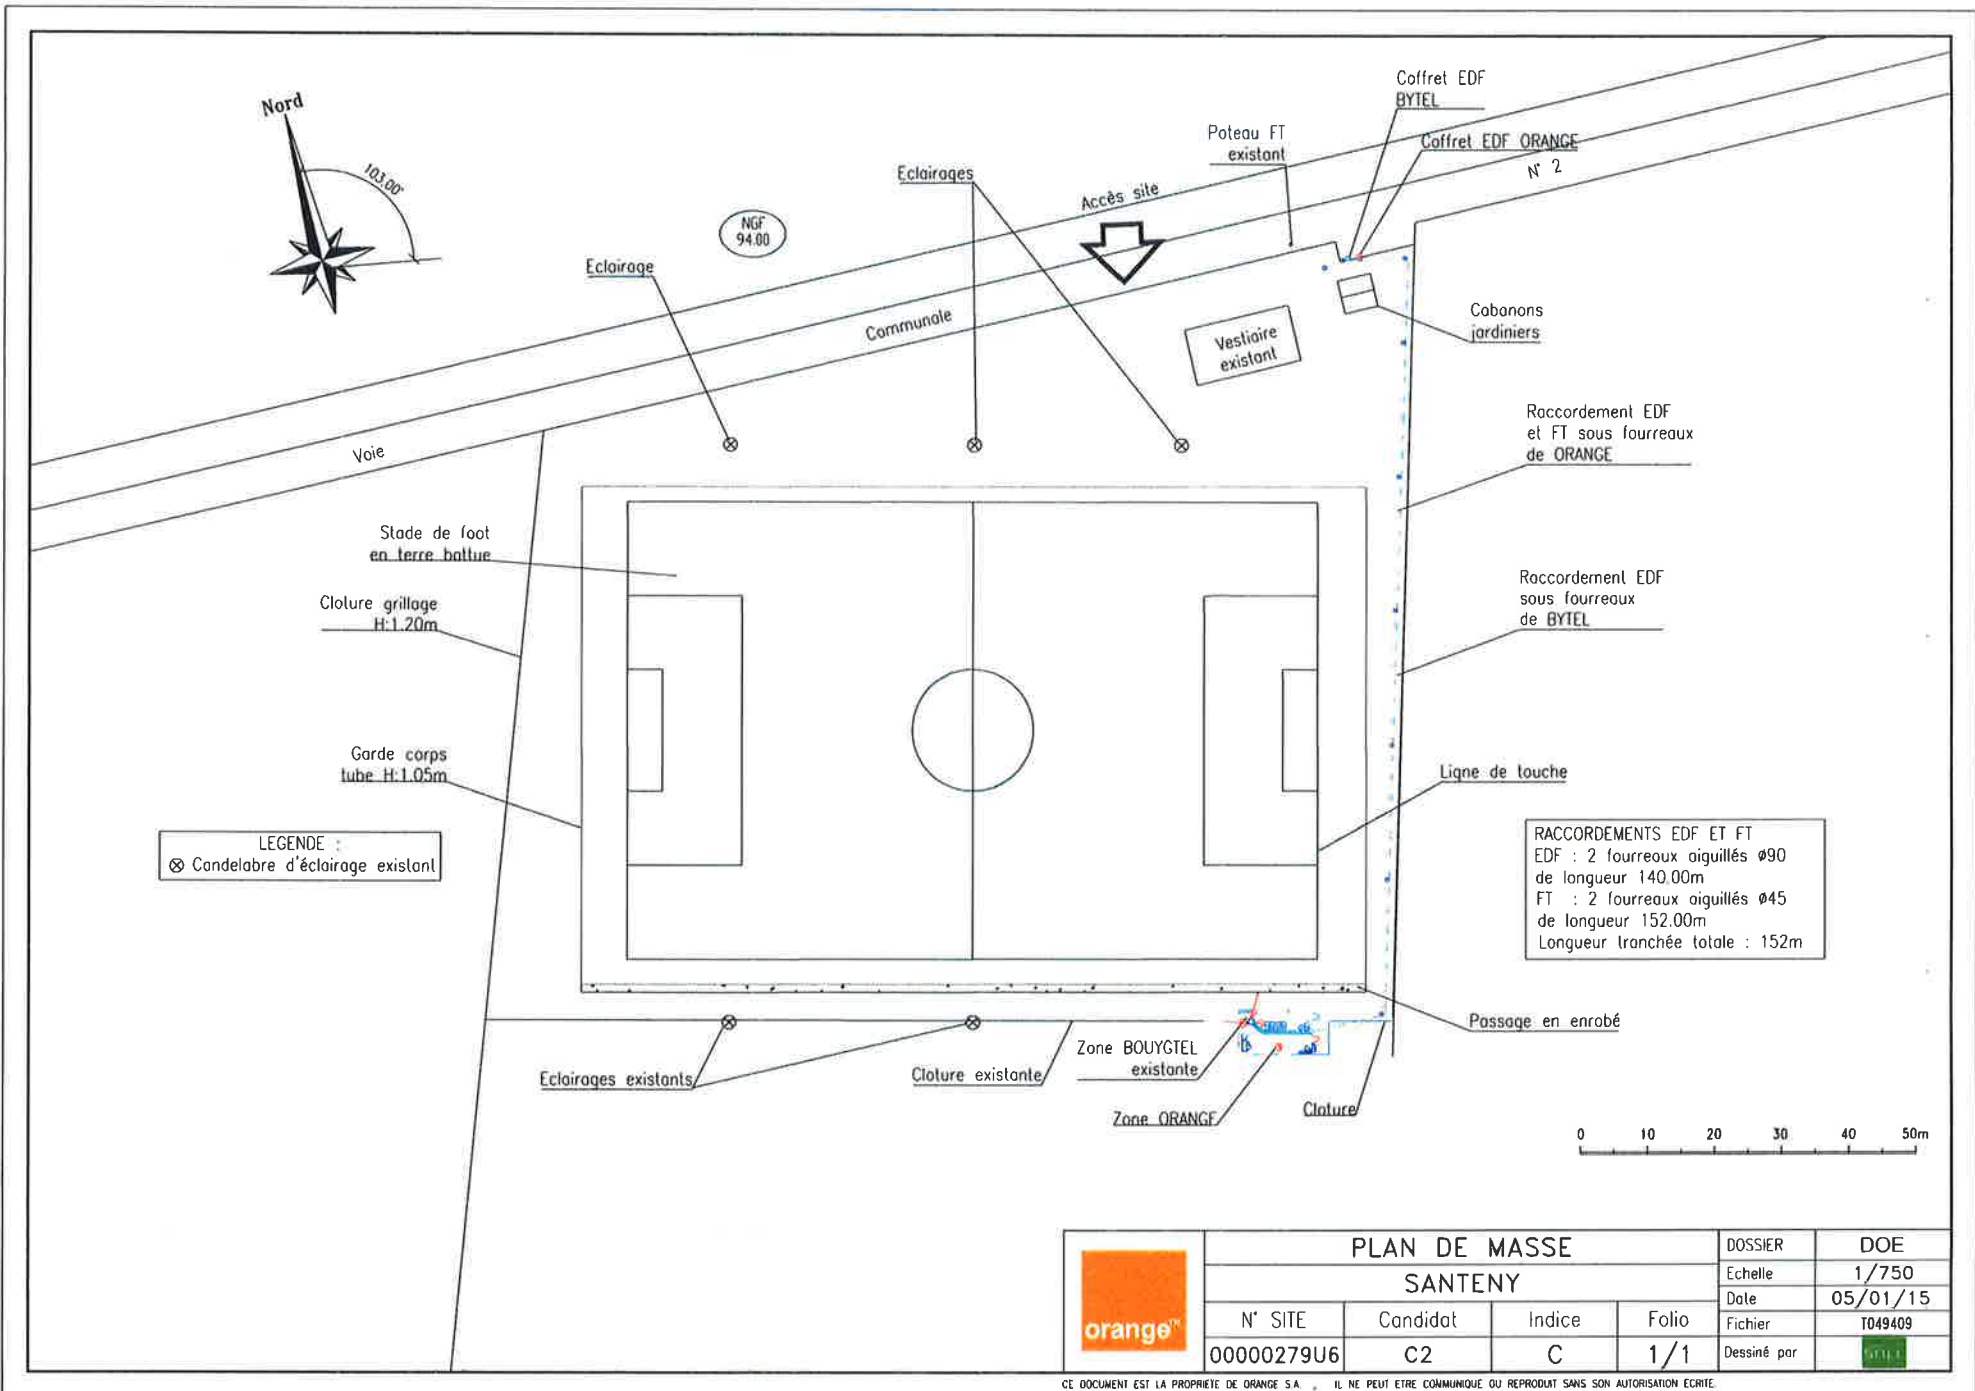 Nord
103.00°
NGF
94.00
Coffret EDF
BYTEL
Coffret EDF ORANGE
Poteau FT
existant
Eclairages
Accès site
N° 2
Eclairage
Communale
Voie
Cabanons
jardiniers
Vestiaire
existant
Raccordement EDF
et FT sous fourreaux
de ORANGE
Stade de foot
en terre battue
Raccordement EDF
sous fourreaux
de BYTEL
Cloture grillage
H:1.20m
Garde corps
tube H:1.05m
Ligne de touche
LEGENDE :
Candelabre d'éclairage existant
RACCORDEMENTS EDF ET FT
EDF : 2 fourreaux aiguillés ø90
de longueur 140.00m
FT : 2 fourreaux aiguillés ø45
de longueur 152.00m
Longueur tranchée totale : 152m
Passage en enrobé
Zone BOUYGTEL
existante
Eclairages existants
Cloture existante
Zone ORANGE
Cloture
0 10 20 30 40 50m
orange™
PLAN DE MASSE
SANTENY
N° SITE Candidat Indice Folio
00000279U6 C2 C 1/1
DOSSIER DOE
Echelle 1/750
Date 05/01/15
Fichier T049409
Dessiné par
CE DOCUMENT EST LA PROPRIETE DE ORANGE S.A. , IL NE PEUT ETRE COMMUNIQUE OU REPRODUIT SANS SON AUTORISATION ECRITE.